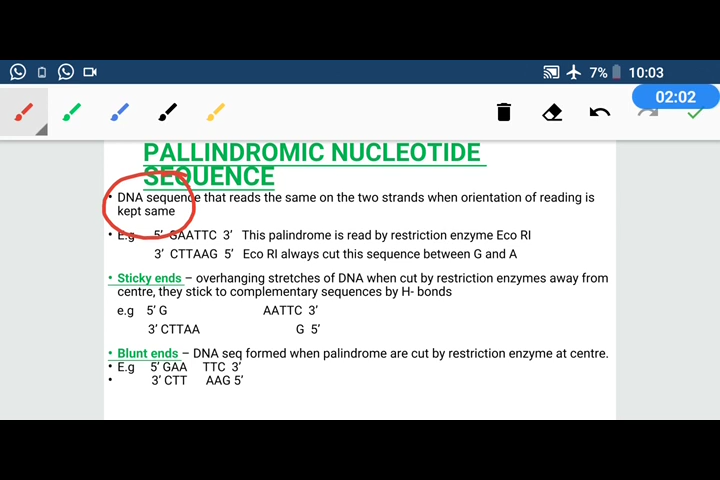 7% 10:03
02:02
PALLINDROMIC NUCLEOTIDE
SEQUENCE
• DNA sequence that reads the same on the two strands when orientation of reading is
kept same
• E.g 5' GAATTC 3' This palindrome is read by restriction enzyme Eco RI
3' CTTAAG 5' Eco RI always cut this sequence between G and A
• Sticky ends – overhanging stretches of DNA when cut by restriction enzymes away from
centre, they stick to complementary sequences by H- bonds
e.g 5' G AATTC 3'
3' CTTAA G 5'
• Blunt ends – DNA seq formed when palindrome are cut by restriction enzyme at centre.
• E.g 5' GAA TTC 3'
• 3' CTT AAG 5'